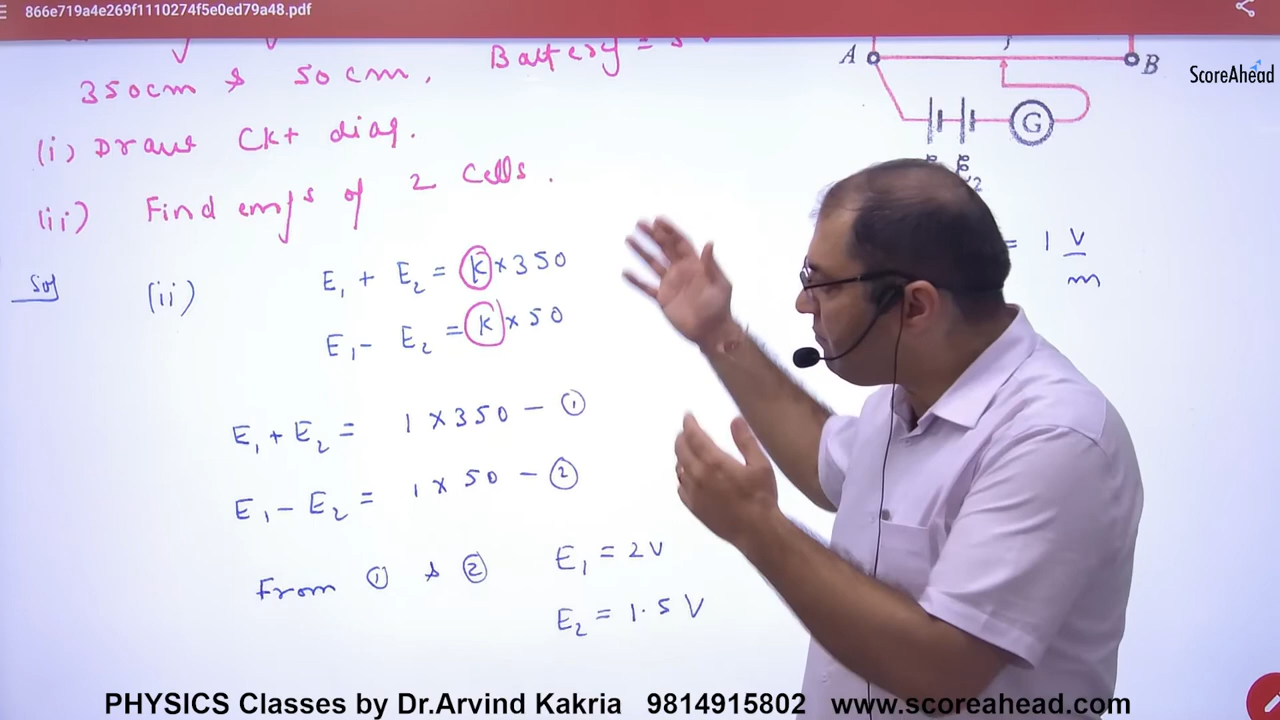 866e719a4e269f1110274f5e0ed79a48.pdf
ScoreAhead
Battery =
350cm & 50cm.
(i) Draw Ckt diag.
(ii) Find emfs of 2 cells.
A B
G
2
Sol (ii) E1 + E2 = K×350
E1 - E2 = K×50
= 1 V/m
E1 + E2 = 1 × 350 - ①
E1 - E2 = 1 × 50 - ②
From ① & ② E1 = 2V
E2 = 1.5 V
PHYSICS Classes by Dr.Arvind Kakria 9814915802 www.scoreahead.com